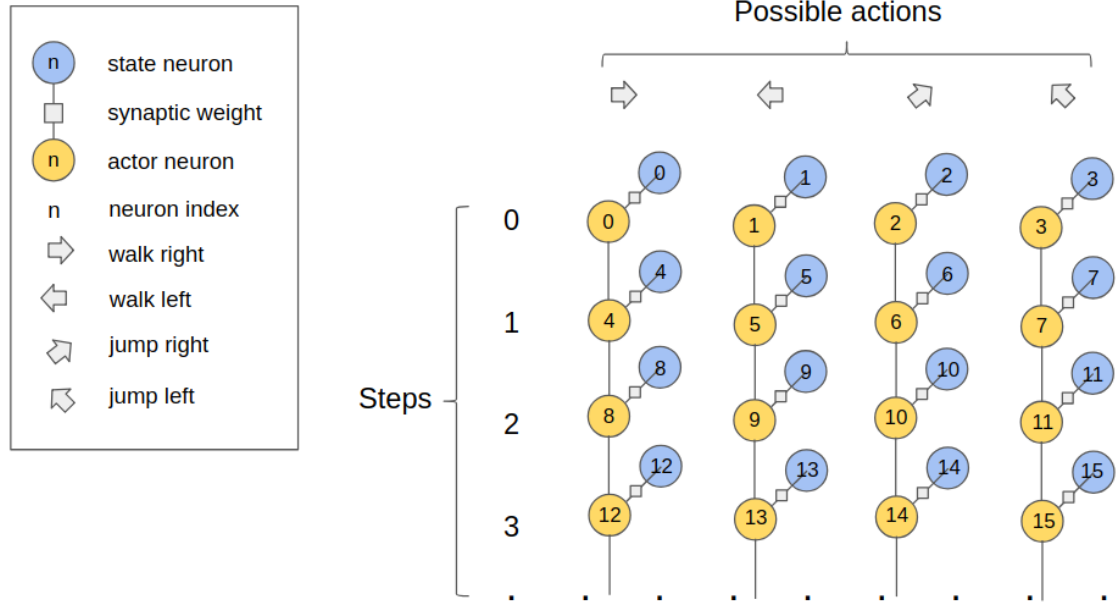 Possible actions
n state neuron
synaptic weight
n actor neuron
n neuron index
walk right
walk left
jump right
jump left
Steps
0 1 2 3
0 0 1 2 3
4 5 6 7
1 4 5 6 7
8 9 10 11
2 8 9 10 11
12 13 14 15
3 12 13 14 15
. . . . . . . . .